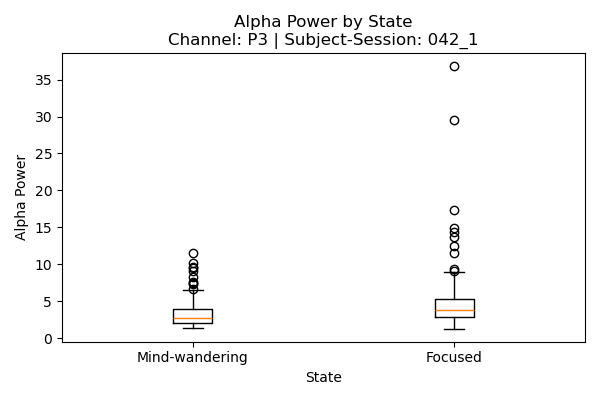 Alpha Power by State
Channel: P3 | Subject-Session: 042_1
Alpha Power
35
30
25
20
15
10
5
0
Mind-wandering
Focused
State